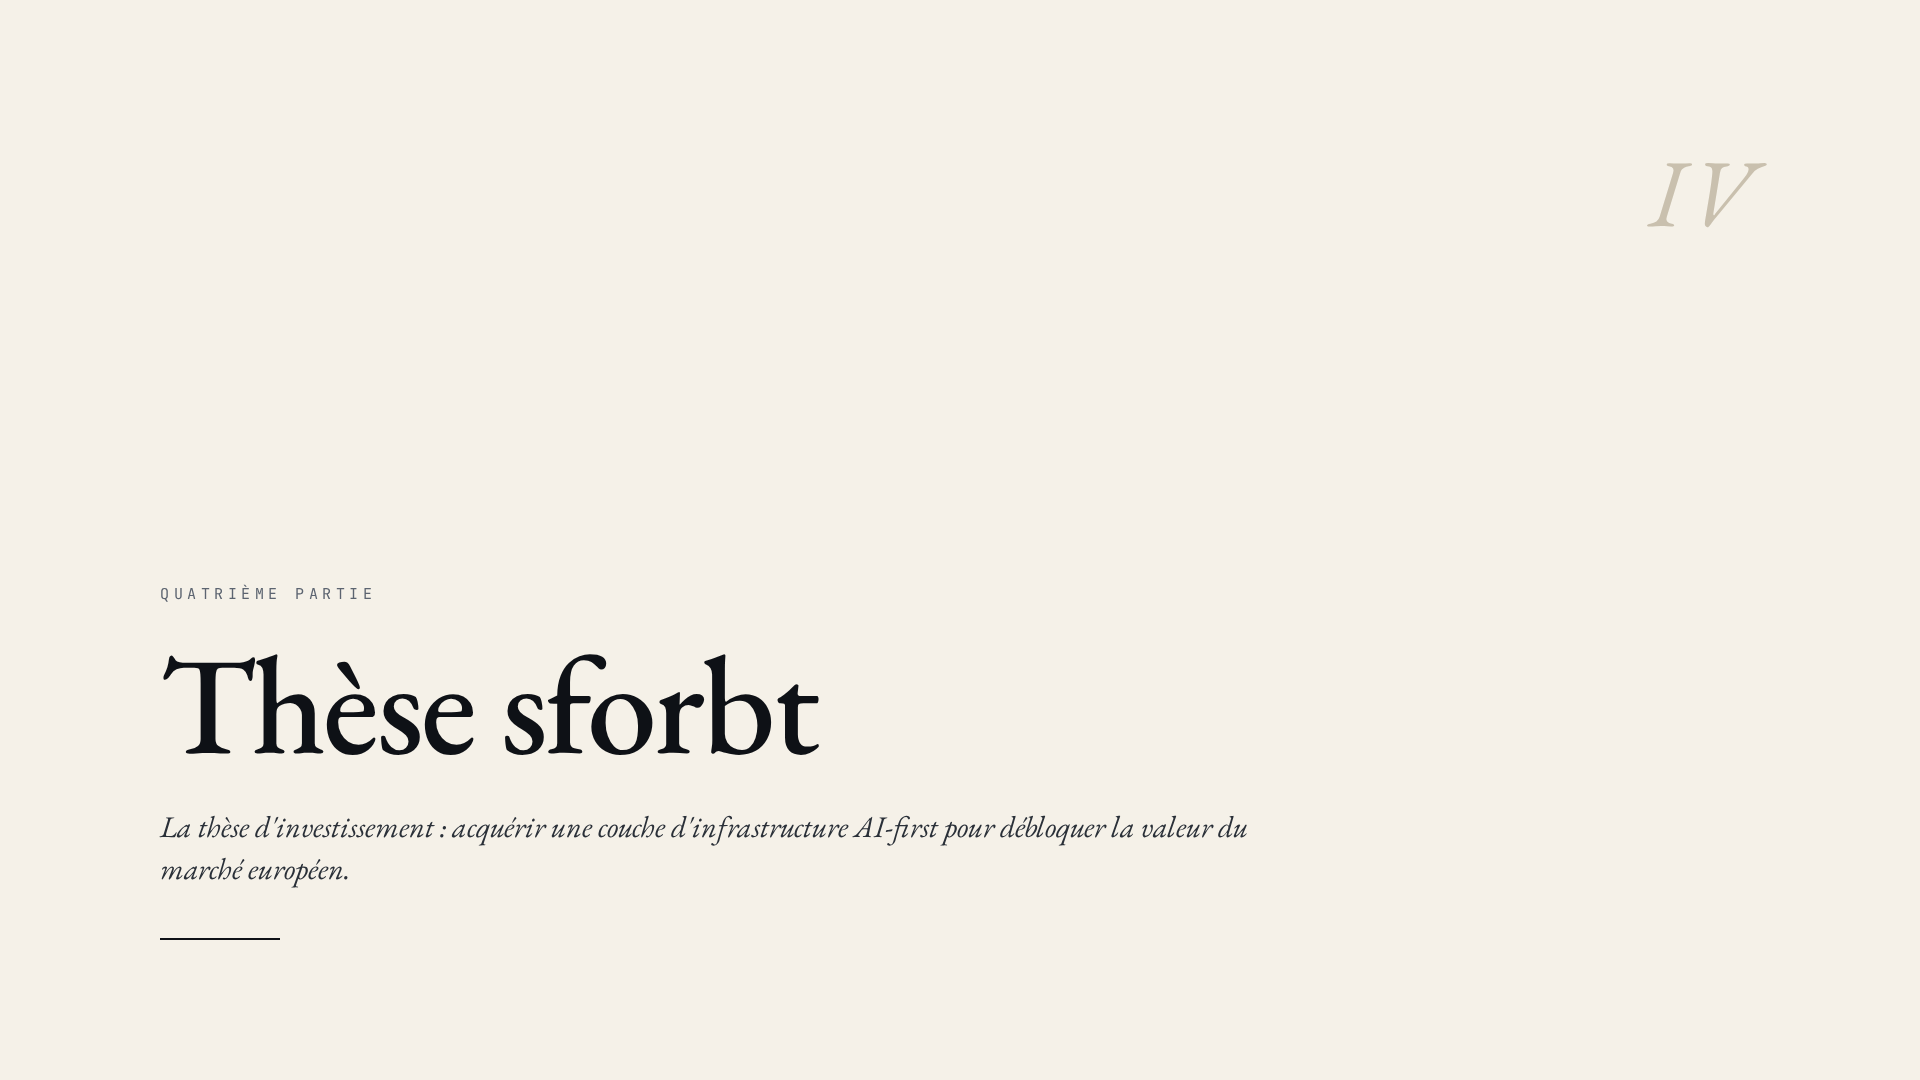 IV
QUATRIÈME PARTIE
Thèse sforbt
La thèse d'investissement : acquérir une couche d'infrastructure AI-first pour débloquer la valeur du
marché européen.